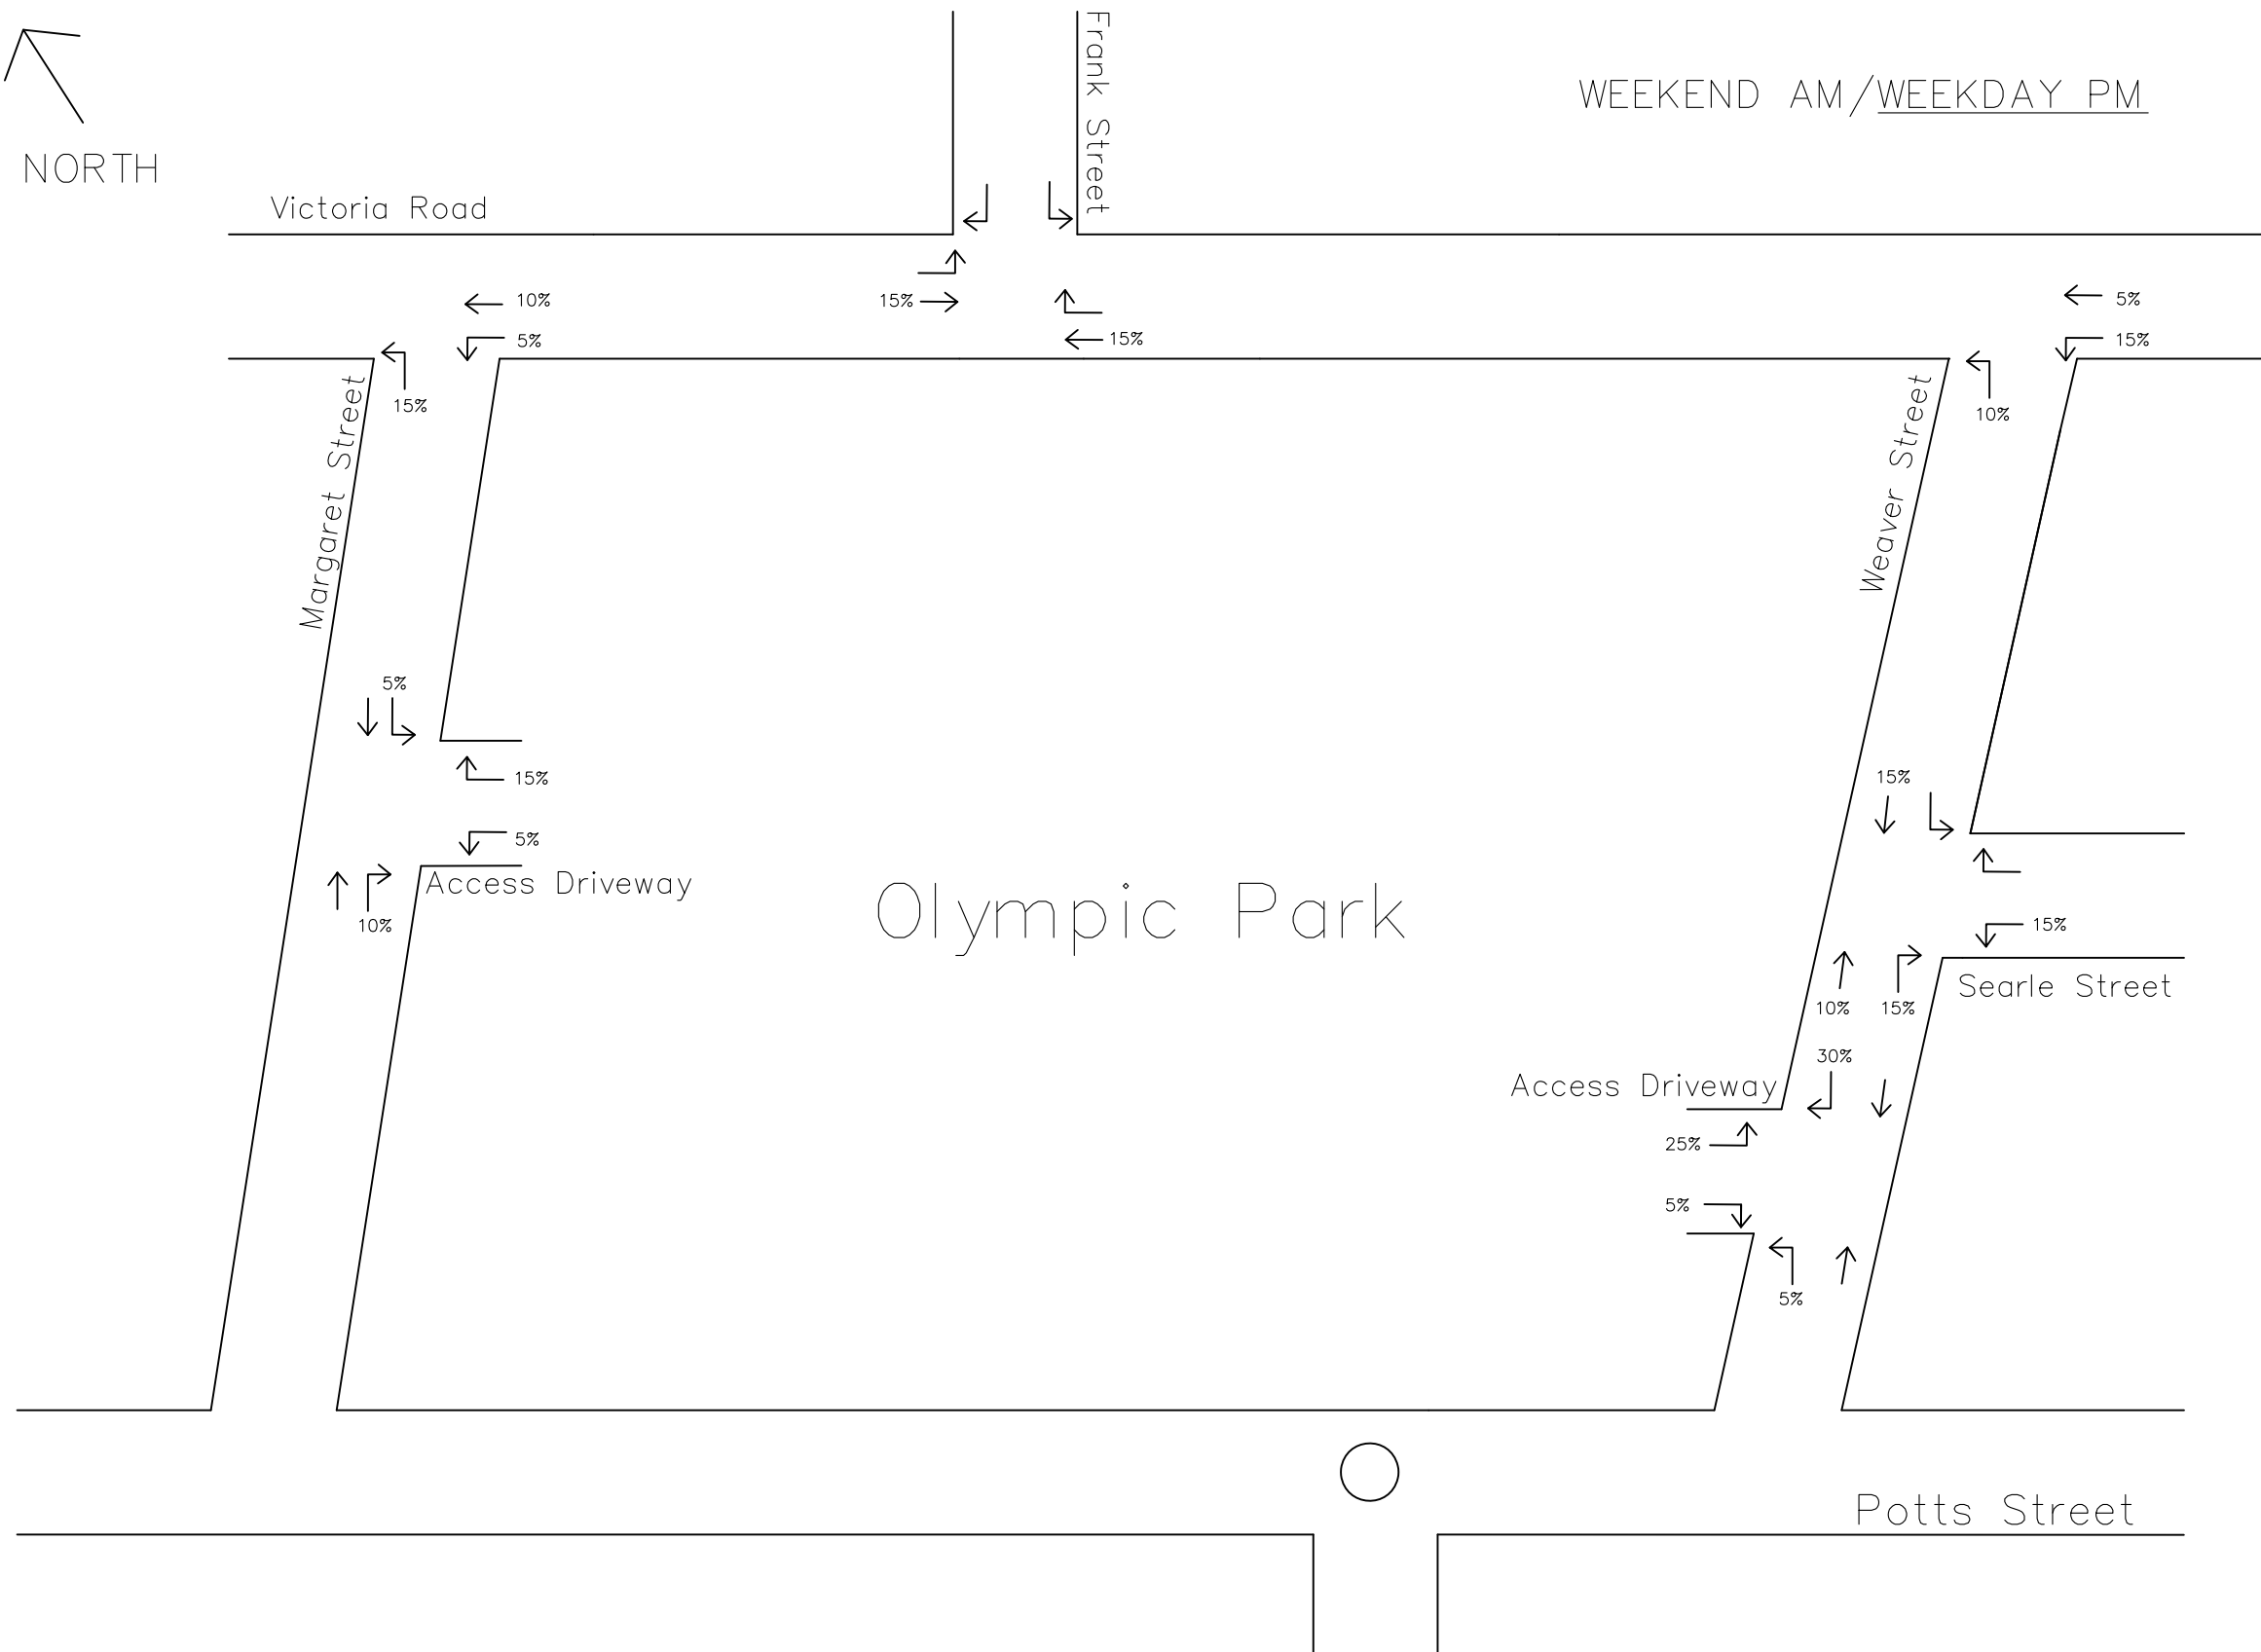 Frank Street
WEEKEND AM/WEEKDAY PM
NORTH
Victoria Road
10%
15%
5%
5%
15%
15%
5%
15%
10%
Margaret Street
Weaver Street
5%
15%
15%
5%
Access Driveway
10%
Olympic Park
15%
Searle Street
10%
15%
30%
Access Driveway
25%
5%
5%
Potts Street